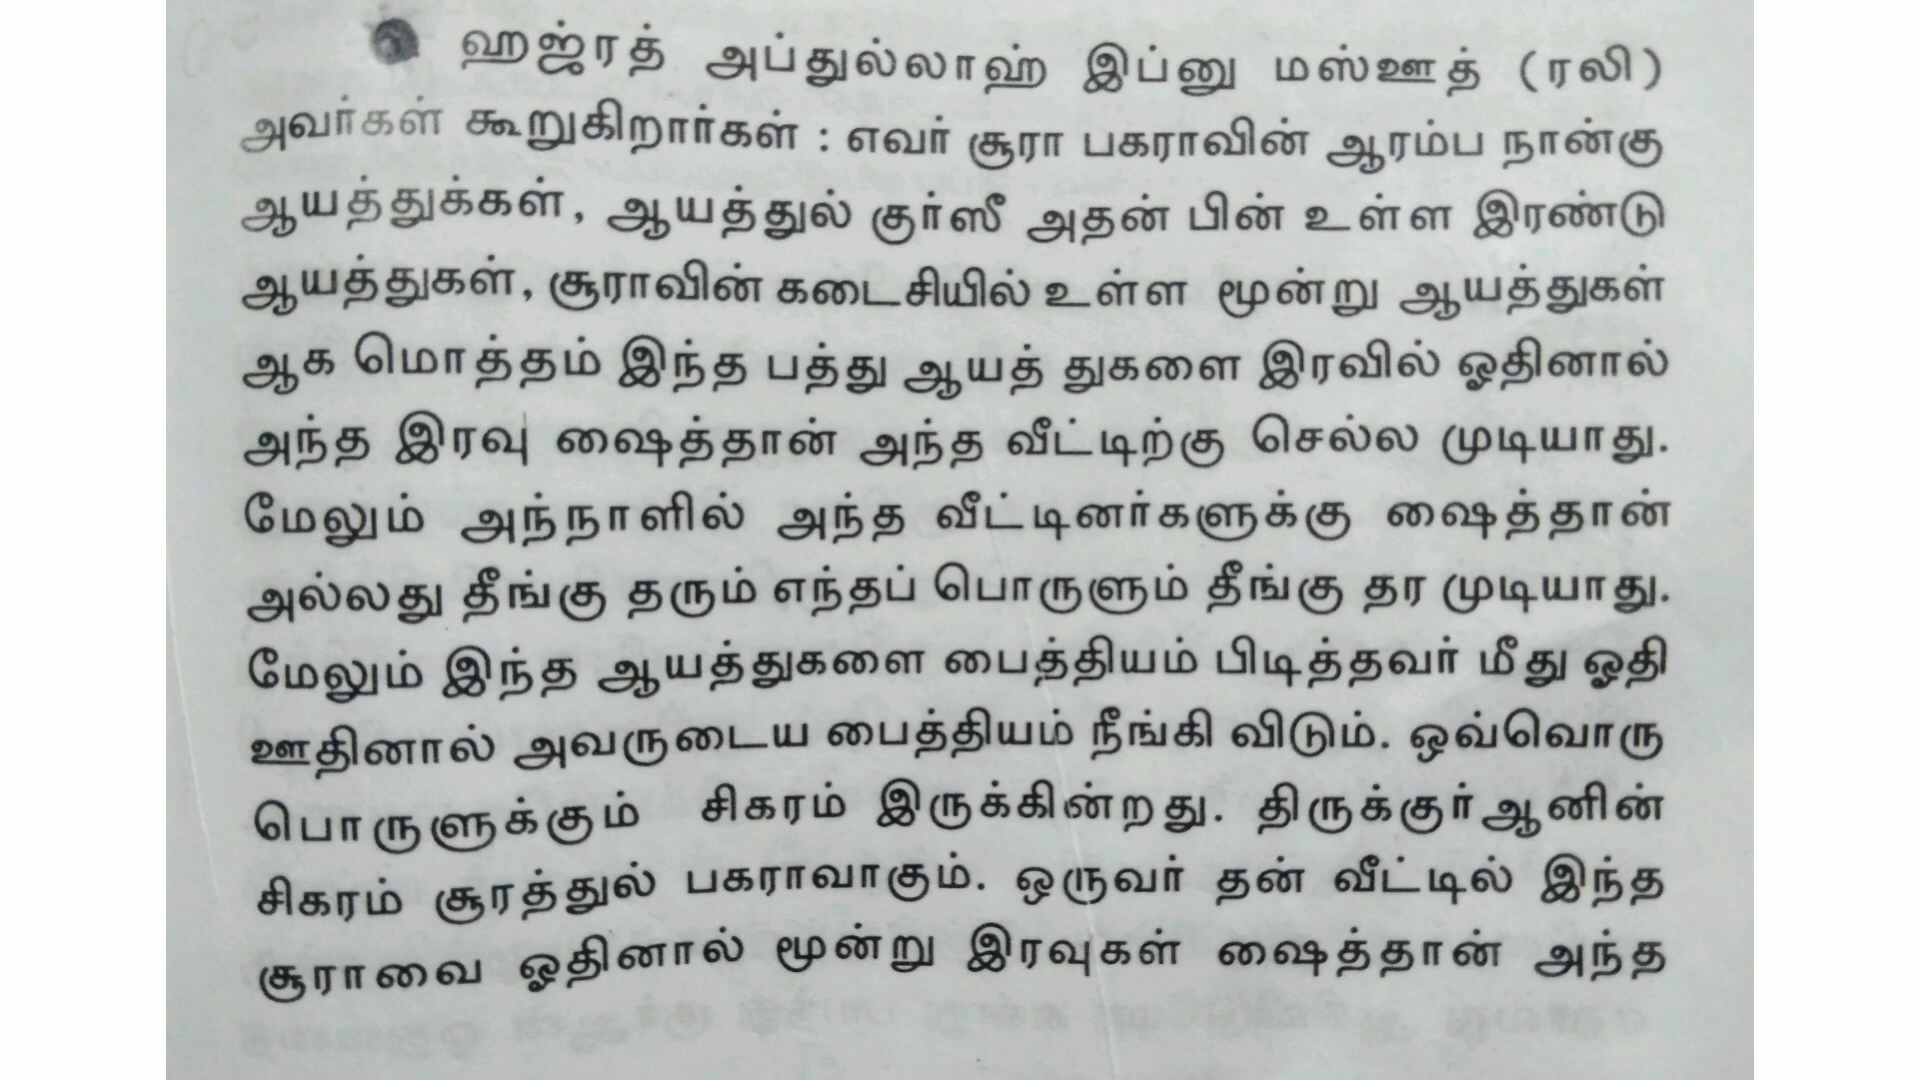 ஹஜ்ரத் அப்துல்லாஹ் இப்னு மஸ்ஊத் (ரலி)
அவர்கள் கூறுகிறார்கள் : எவர் சூரா பகராவின் ஆரம்ப நான்கு
ஆயத்துக்கள், ஆயத்துல் குர்ஸீ அதன் பின் உள்ள இரண்டு
ஆயத்துகள், சூராவின் கடைசியில் உள்ள மூன்று ஆயத்துகள்
ஆக மொத்தம் இந்த பத்து ஆயத் துகளை இரவில் ஓதினால்
அந்த இரவு ஷைத்தான் அந்த வீட்டிற்கு செல்ல முடியாது.
மேலும் அந்நாளில் அந்த வீட்டினர்களுக்கு ஷைத்தான்
அல்லது தீங்கு தரும் எந்தப் பொருளும் தீங்கு தர முடியாது.
மேலும் இந்த ஆயத்துகளை பைத்தியம் பிடித்தவர் மீது ஓதி
ஊதினால் அவருடைய பைத்தியம் நீங்கி விடும். ஒவ்வொரு
பொருளுக்கும் சிகரம் இருக்கின்றது. திருக்குர்ஆனின்
சிகரம் சூரத்துல் பகராவாகும். ஒருவர் தன் வீட்டில் இந்த
சூராவை ஓதினால் மூன்று இரவுகள் ஷைத்தான் அந்த